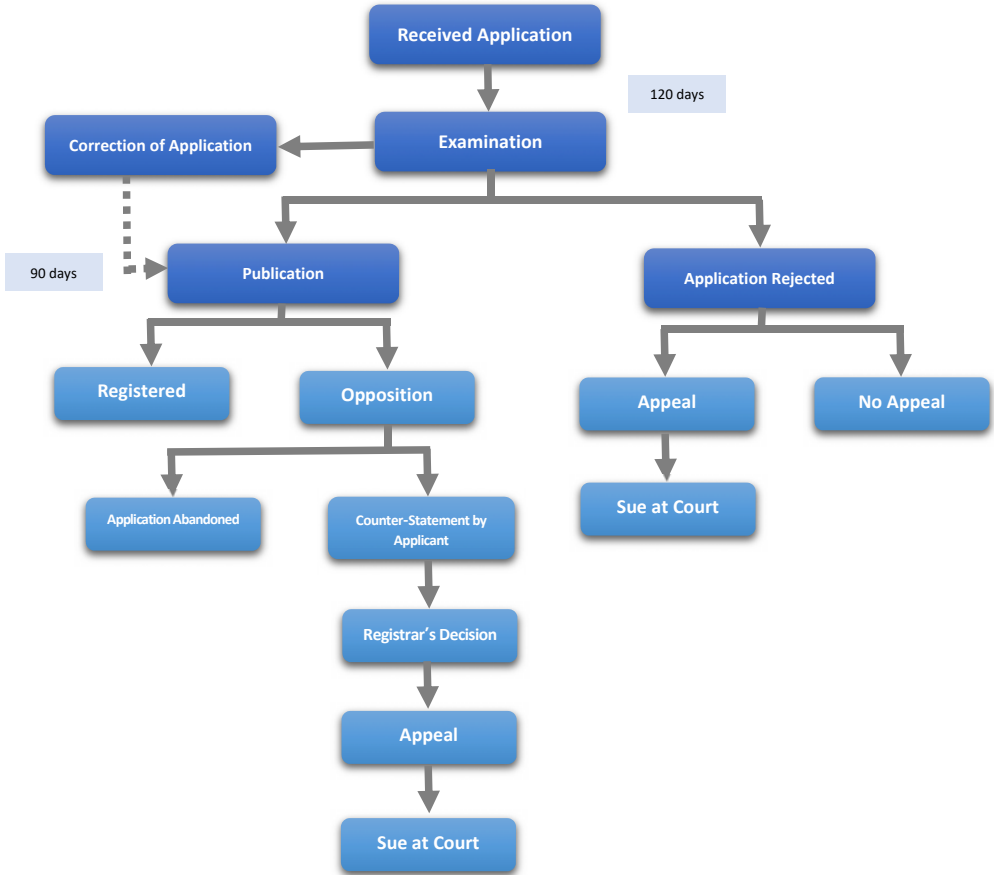 Received Application
120 days
Examination
Correction of Application
90 days
Publication
Application Rejected
Registered
Opposition
Appeal
No Appeal
Application Abandoned
Counter-Statement by
Applicant
Sue at Court
Registrar's Decision
Appeal
Sue at Court